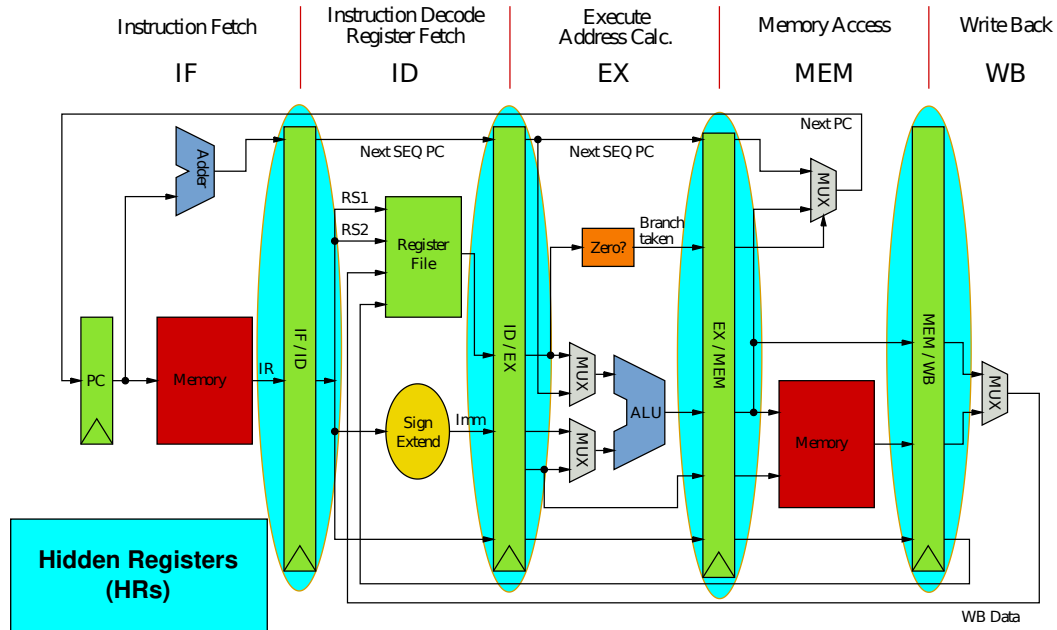 Instruction Fetch
Instruction Decode
Register Fetch
Execute
Address Calc.
Memory Access
Write Back
IF
ID
EX
MEM
WB
Next PC
Adder
Next SEQ PC
Next SEQ PC
MUX
RS1
RS2
Register
File
Branch
taken
Zero?
PC
Memory
IR
IF / ID
ID / EX
EX / MEM
MEM / WB
MUX
ALU
MUX
Sign
Extend
Imm
MUX
Memory
Hidden Registers
(HRs)
WB Data